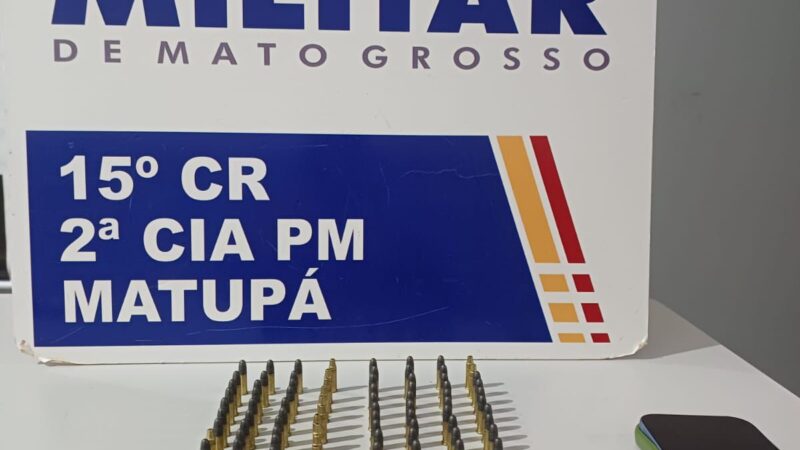 MILITAR
DE MATO GROSSO
15º CR
2ª CIA PM
MATUPÁ